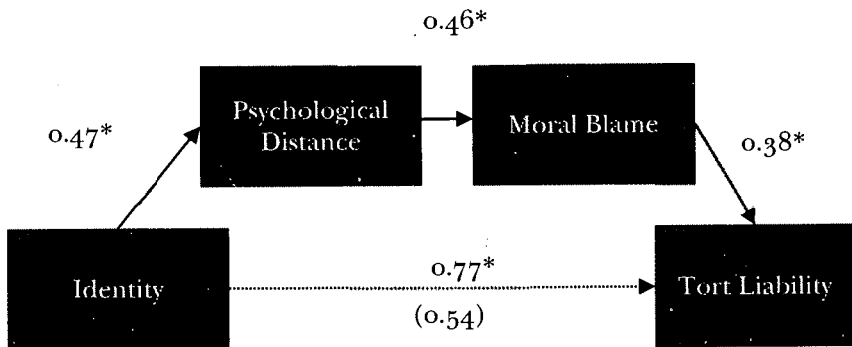 0.46*
Psychological
Distance
Moral Blame
0.47*
0.38*
Identity
0.77*
(0.54)
Tort Liability